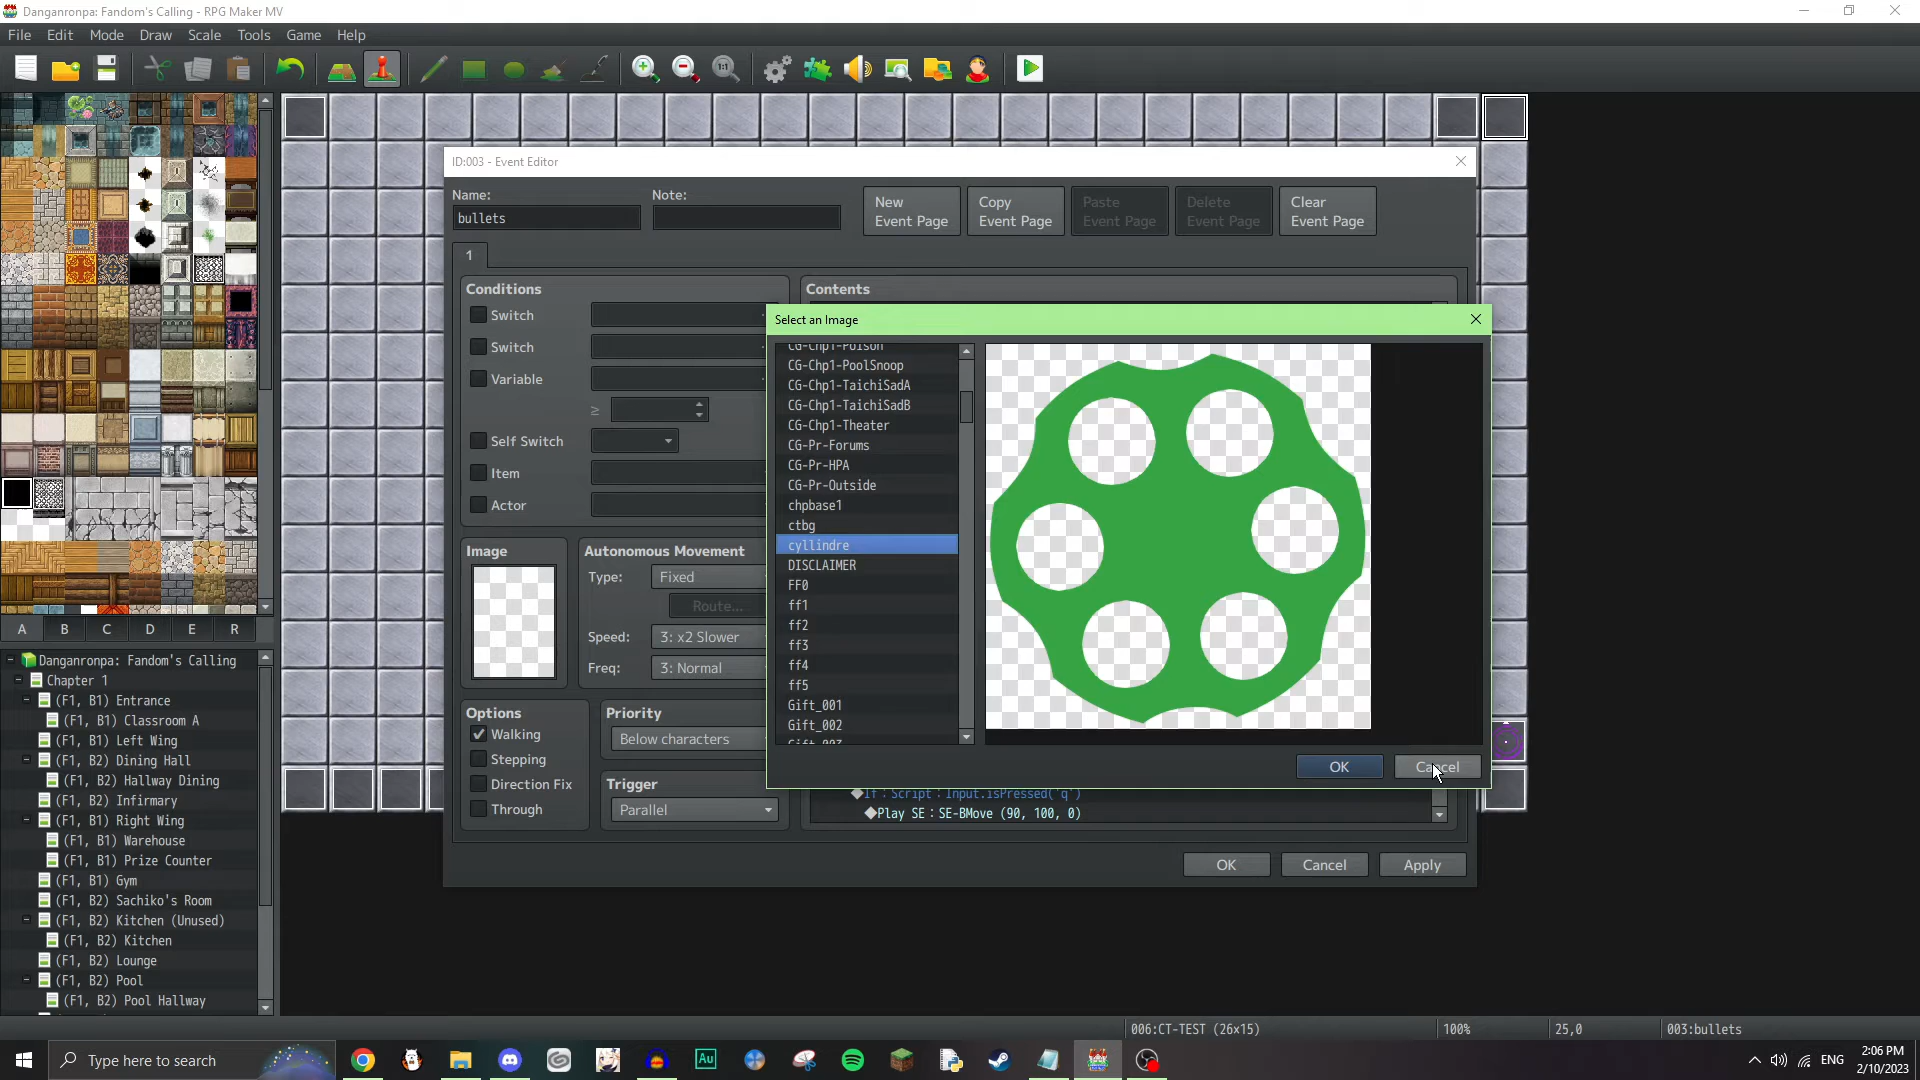 Danganronpa: Fandom's Calling - RPG Maker MV
File Edit Mode Draw Scale Tools Game Help
1:1
ID:003 - Event Editor
Name: Note:
bullets
New Event Page
Copy Event Page
Paste Event Page
Delete Event Page
Clear Event Page
1
Conditions
Switch
Switch
Variable
≥
Self Switch
Item
Actor
Contents
Image
Autonomous Movement
Type: Fixed
Route...
Speed: 3: x2 Slower
Freq: 3: Normal
Options
Walking
Stepping
Direction Fix
Through
Priority
Below characters
Trigger
Parallel
Select an Image
CG-Chp1-Poison
CG-Chp1-PoolSnoop
CG-Chp1-TaichiSadA
CG-Chp1-TaichiSadB
CG-Chp1-Theater
CG-Pr-Forums
CG-Pr-HPA
CG-Pr-Outside
chpbase1
ctbg
cyllindre
DISCLAIMER
FF0
ff1
ff2
ff3
ff4
ff5
Gift_001
Gift_002
OK Cancel
◆If：Script：Input.isPressed('q')
◆Play SE：SE-BMove (90, 100, 0)
OK Cancel Apply
A B C D E R
Danganronpa: Fandom's Calling
Chapter 1
(F1, B1) Entrance
(F1, B1) Classroom A
(F1, B1) Left Wing
(F1, B2) Dining Hall
(F1, B2) Hallway Dining
(F1, B2) Infirmary
(F1, B1) Right Wing
(F1, B1) Warehouse
(F1, B1) Prize Counter
(F1, B1) Gym
(F1, B2) Sachiko's Room
(F1, B2) Kitchen (Unused)
(F1, B2) Kitchen
(F1, B2) Lounge
(F1, B2) Pool
(F1, B2) Pool Hallway
006:CT-TEST (26x15) 100% 25,0 003:bullets
Type here to search
Au
ENG
2:06 PM
2/10/2023